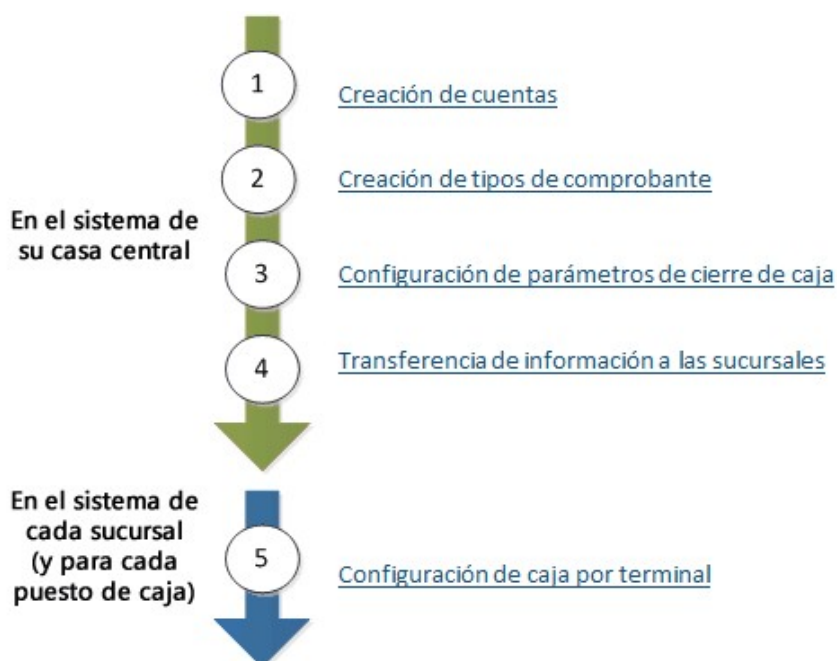 1
Creación de cuentas
2
Creación de tipos de comprobante
En el sistema de
su casa central
3
Configuración de parámetros de cierre de caja
4
Transferencia de información a las sucursales
En el sistema de
cada sucursal
(y para cada
puesto de caja)
5
Configuración de caja por terminal